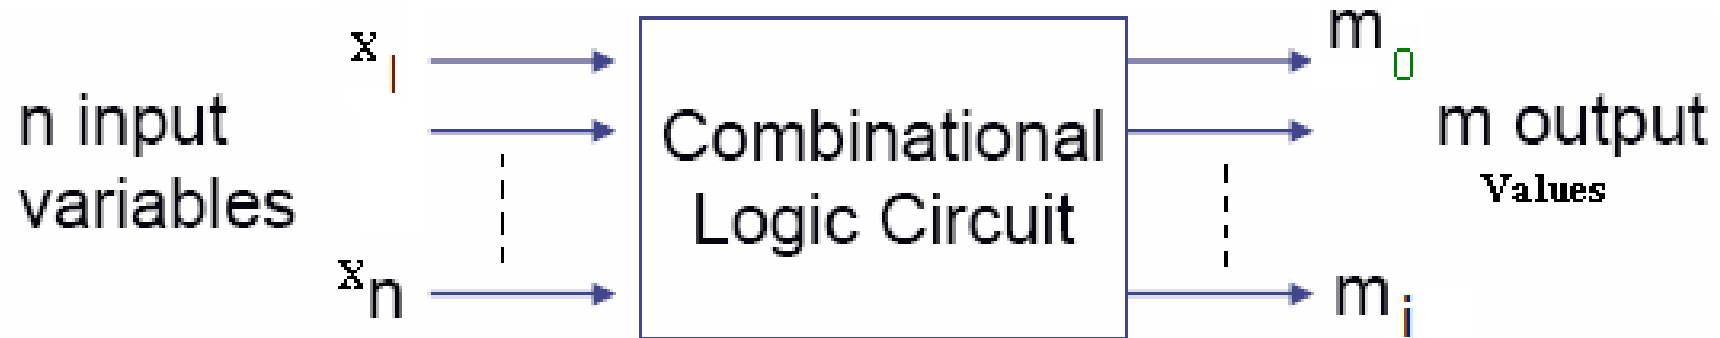 x₁
n input
variables
xₙ
Combinational
Logic Circuit
m₀
m output
Values
mᵢ